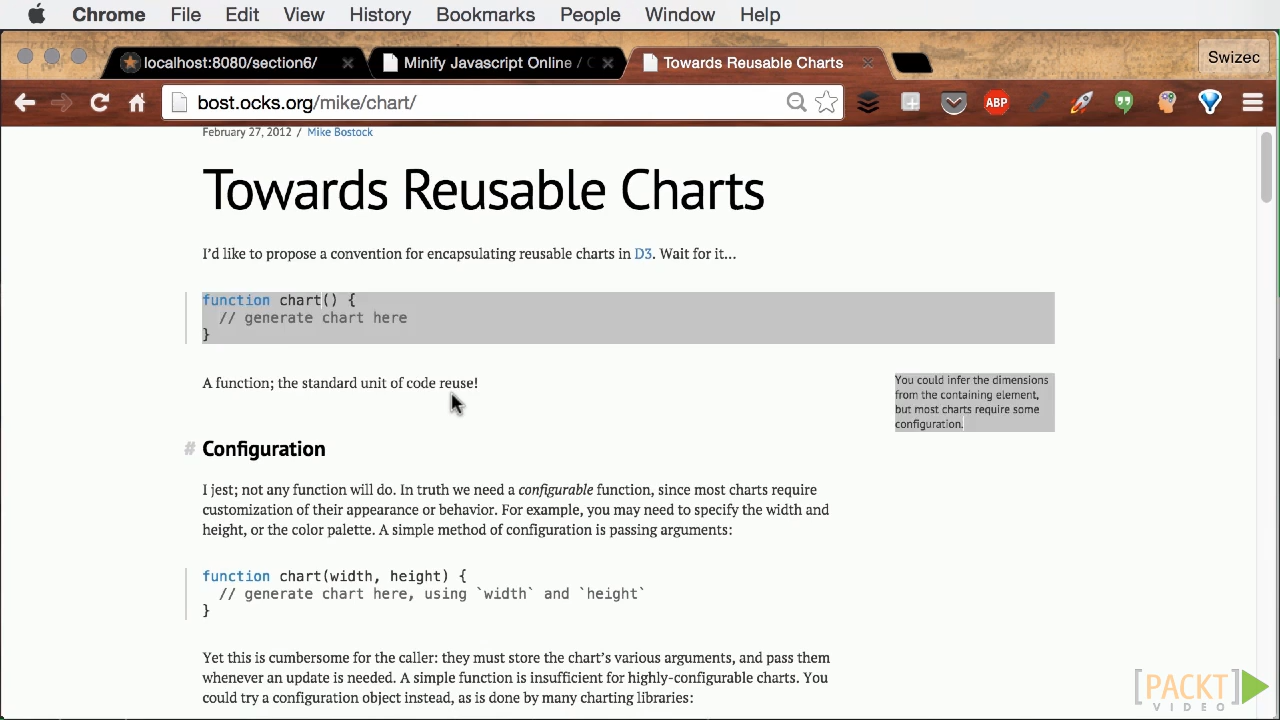 Chrome File Edit View History Bookmarks People Window Help
localhost:8080/section6/ Minify Javascript Online / Towards Reusable Charts Swizec
bost.ocks.org/mike/chart/
ABP
February 27, 2012 / Mike Bostock
Towards Reusable Charts
I’d like to propose a convention for encapsulating reusable charts in D3. Wait for it…
function chart() {
// generate chart here
}
A function; the standard unit of code reuse!
You could infer the dimensions
from the containing element,
but most charts require some
configuration.
# Configuration
I jest; not any function will do. In truth we need a configurable function, since most charts require
customization of their appearance or behavior. For example, you may need to specify the width and
height, or the color palette. A simple method of configuration is passing arguments:
function chart(width, height) {
// generate chart here, using `width` and `height`
}
Yet this is cumbersome for the caller: they must store the chart’s various arguments, and pass them
whenever an update is needed. A simple function is insufficient for highly-configurable charts. You
could try a configuration object instead, as is done by many charting libraries:
[PACKT]
VIDEO